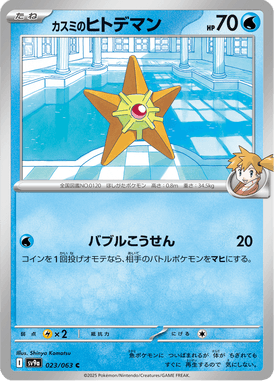 たね
カスミのヒトデマン
HP70
全国図鑑NO.0120 ほしがたポケモン 高さ:0.8m 重さ:34.5kg
バブルこうせん 20
コインを1回投げオモテなら、相手のバトルポケモンをマヒにする。
弱点 ×2 抵抗力 にげる
Illus. Shinya Komatsu
I sv9a 023/063 C
©2025 Pokémon/Nintendo/Creatures/GAME FREAK.